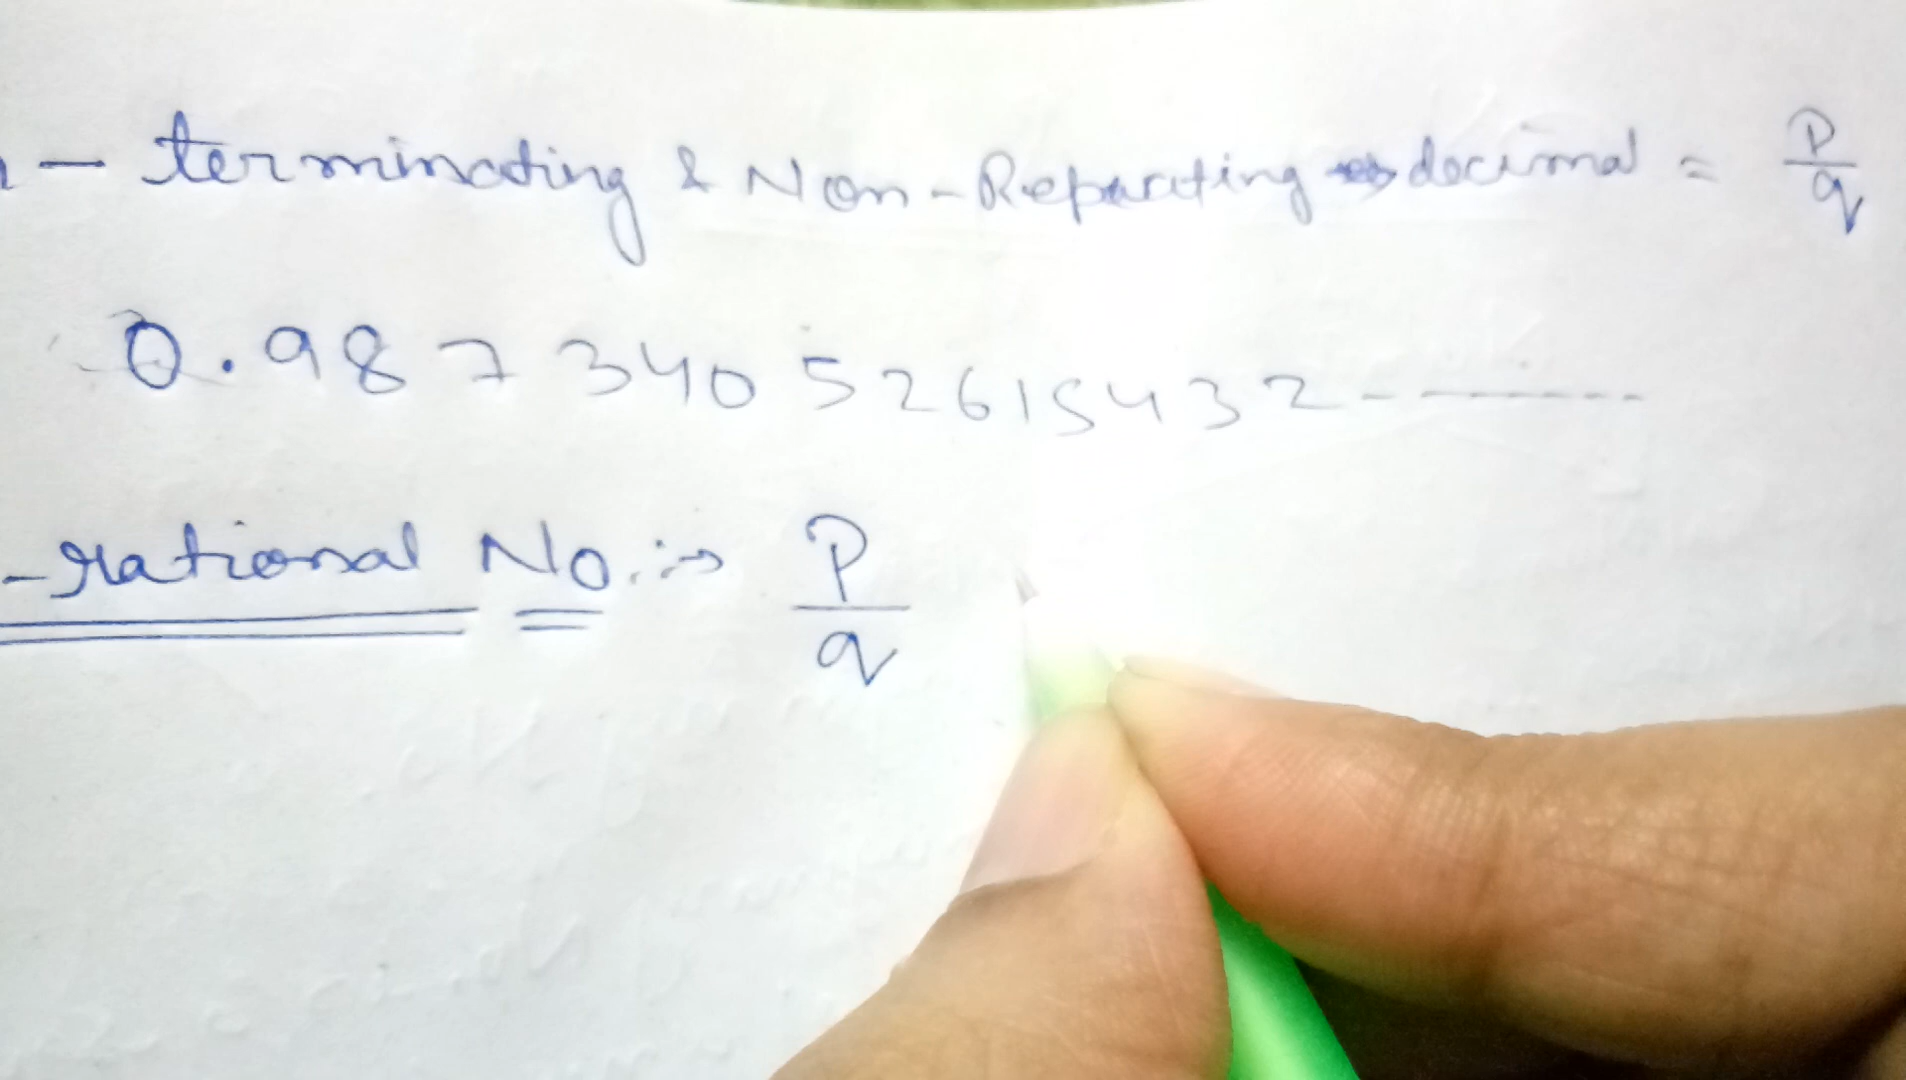 n - terminating & Non-Repeating decimal = P/q
0.98734052615432--------
-rational No. :→ P/q